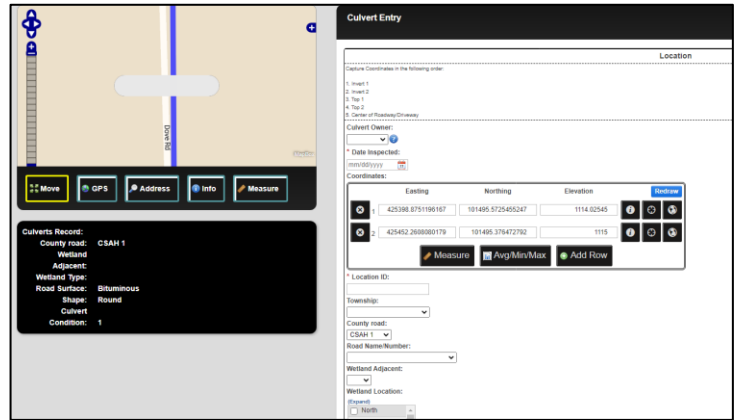 Dove Rd
Move
GPS
Address
Info
Measure
Culverts Record:
County road: CSAH 1
Wetland
Adjacent:
Wetland Type:
Road Surface: Bituminous
Shape: Round
Culvert
Condition: 1
Culvert Entry
Location
Capture Coordinates in the following order:
1. Invert 1
2. Invert 2
3. Top 1
4. Top 2
5. Center of Roadway/Driveway
Culvert Owner:
* Date Inspected:
mm/dd/yyyy
Coordinates:
Easting Northing Elevation Redraw
1 425398.8751196167 101495.5725455247 1114.02545
2 425452.2688080179 101495.376472792 1115
Measure Avg/Min/Max Add Row
* Location ID:
Township:
County road:
CSAH 1
Road Name/Number:
Wetland Adjacent:
Wetland Location:
(Expand)
North